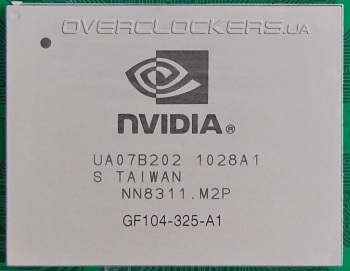 OVERCLOCKERS.UA
NVIDIA®
UA07B202 1028A1
S TAIWAN
NN8311.M2P
GF104-325-A1